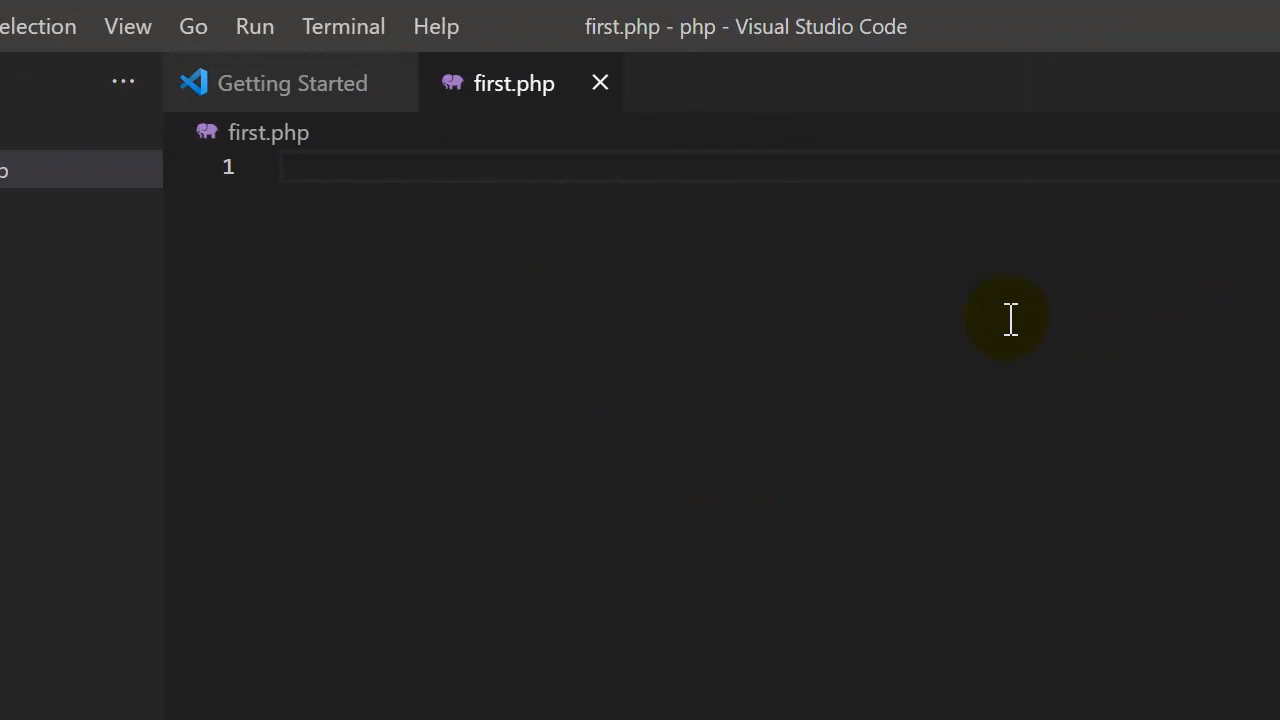 election View Go Run Terminal Help first.php - php - Visual Studio Code
··· Getting Started first.php
first.php
p
1